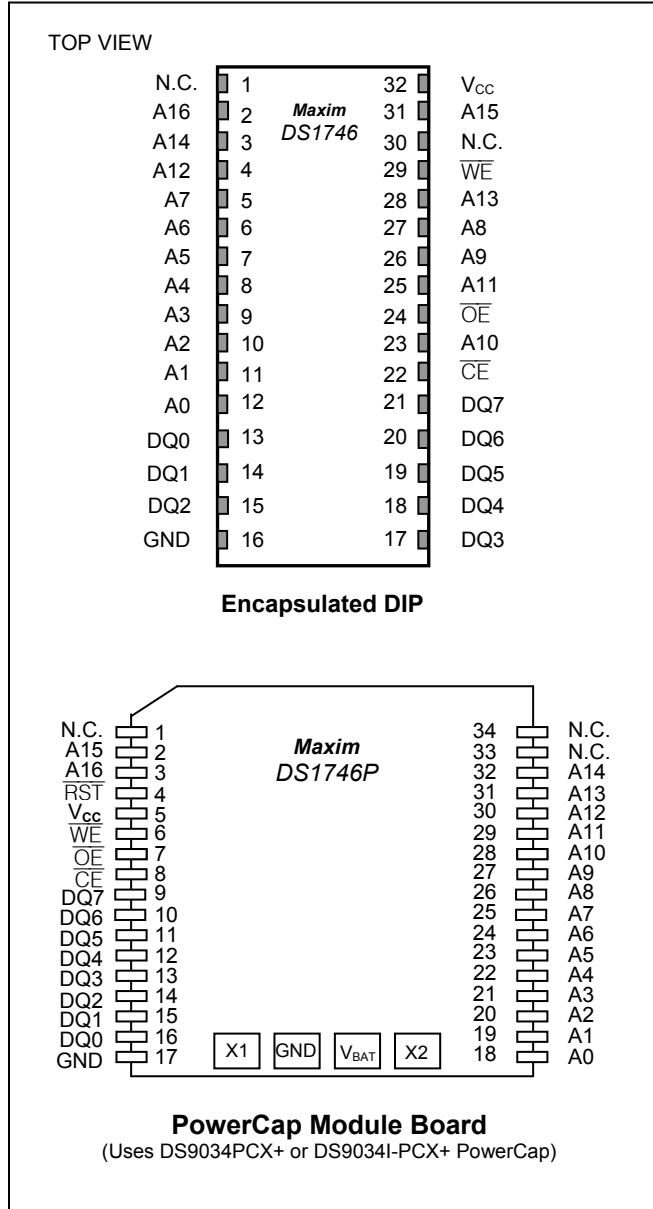 TOP VIEW
N.C. 1 32 VCC
A16 2 Maxim 31 A15
A14 3 DS1746 30 N.C.
A12 4 29 WE
A7 5 28 A13
A6 6 27 A8
A5 7 26 A9
A4 8 25 A11
A3 9 24 OE
A2 10 23 A10
A1 11 22 CE
A0 12 21 DQ7
DQ0 13 20 DQ6
DQ1 14 19 DQ5
DQ2 15 18 DQ4
GND 16 17 DQ3
Encapsulated DIP
N.C. 1 34 N.C.
A15 2 Maxim 33 N.C.
A16 3 DS1746P 32 A14
RST 4 31 A13
Vcc 5 30 A12
WE 6 29 A11
OE 7 28 A10
CE 8 27 A9
DQ7 9 26 A8
DQ6 10 25 A7
DQ5 11 24 A6
DQ4 12 23 A5
DQ3 13 22 A4
DQ2 14 21 A3
DQ1 15 20 A2
DQ0 16 19 A1
GND 17 X1 GND VBAT X2 18 A0
PowerCap Module Board
(Uses DS9034PCX+ or DS9034I-PCX+ PowerCap)